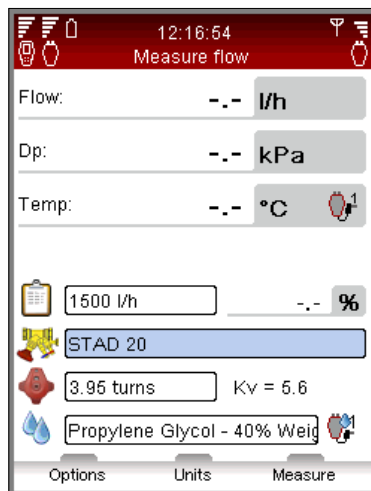 12:16:54
Measure flow
Flow: -.- l/h
Dp: -.- kPa
Temp: -.- °C 1
1500 l/h -.- %
STAD 20
3.95 turns Kv = 5.6
Propylene Glycol - 40% Weig
Options Units Measure